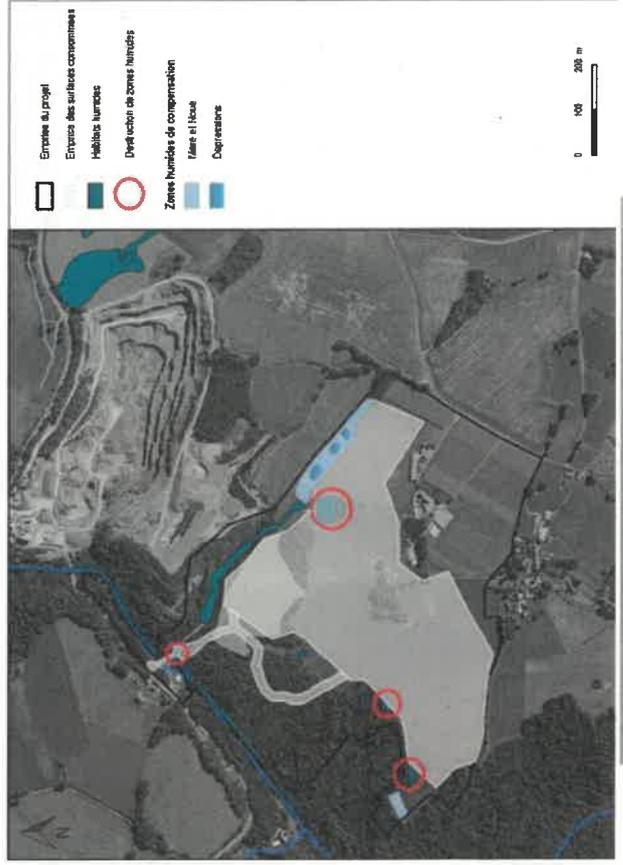 Emprise du projet
Emprise des surfaces consommées
Habitats humides
Destruction de zones humides
Zones humides de compensation
Mare et Noue
Dépressions
0 100 200 m
N